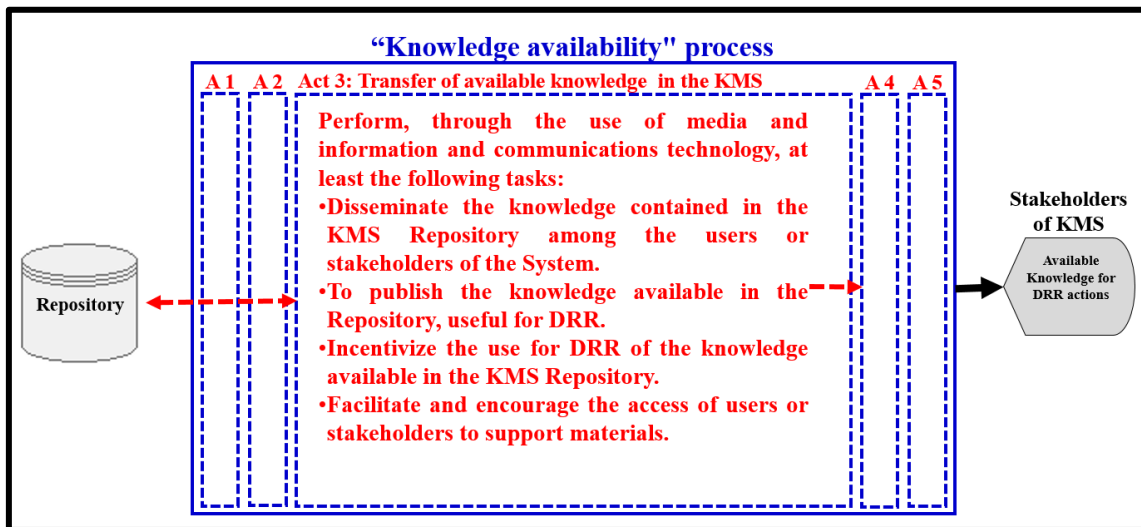 “Knowledge availability" process
A 1 A 2 Act 3: Transfer of available knowledge in the KMS A 4 A 5
Perform, through the use of media and
information and communications technology, at
least the following tasks:
•Disseminate the knowledge contained in the
KMS Repository among the users or
stakeholders of the System.
•To publish the knowledge available in the
Repository, useful for DRR.
•Incentivize the use for DRR of the knowledge
available in the KMS Repository.
•Facilitate and encourage the access of users or
stakeholders to support materials.
Repository
Stakeholders
of KMS
Available
Knowledge for
DRR actions